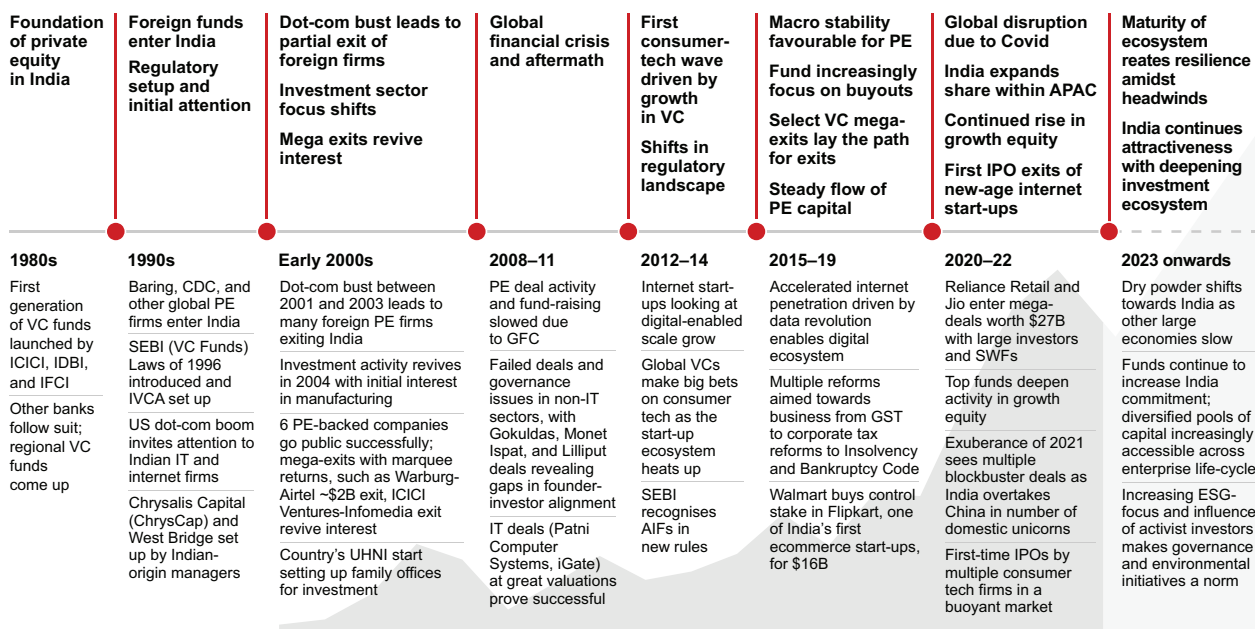 Foundation
of private
equity
in India
Foreign funds
enter India
Regulatory
setup and
initial attention
Dot-com bust leads to
partial exit of
foreign firms
Investment sector
focus shifts
Mega exits revive
interest
Global
financial crisis
and aftermath
First
consumer-
tech wave
driven by
growth
in VC
Shifts in
regulatory
landscape
Macro stability
favourable for PE
Fund increasingly
focus on buyouts
Select VC mega-
exits lay the path
for exits
Steady flow of
PE capital
Global disruption
due to Covid
India expands
share within APAC
Continued rise in
growth equity
First IPO exits of
new-age internet
start-ups
Maturity of
ecosystem
reates resilience
amidst
headwinds
India continues
attractiveness
with deepening
investment
ecosystem
1980s
First
generation
of VC funds
launched by
ICICI, IDBI,
and IFCI
Other banks
follow suit;
regional VC
funds
come up
1990s
Baring, CDC, and
other global PE
firms enter India
SEBI (VC Funds)
Laws of 1996
introduced and
IVCA set up
US dot-com boom
invites attention to
Indian IT and
internet firms
Chrysalis Capital
(ChrysCap) and
West Bridge set
up by Indian-
origin managers
Early 2000s
Dot-com bust between
2001 and 2003 leads to
many foreign PE firms
exiting India
Investment activity revives
in 2004 with initial interest
in manufacturing
6 PE-backed companies
go public successfully;
mega-exits with marquee
returns, such as Warburg-
Airtel ~$2B exit, ICICI
Ventures-Infomedia exit
revive interest
Country's UHNI start
setting up family offices
for investment
2008–11
PE deal activity
and fund-raising
slowed due
to GFC
Failed deals and
governance
issues in non-IT
sectors, with
Gokuldas, Monet
Ispat, and Lilliput
deals revealing
gaps in founder-
investor alignment
IT deals (Patni
Computer
Systems, iGate)
at great valuations
prove successful
2012–14
Internet start-
ups looking at
digital-enabled
scale grow
Global VCs
make big bets
on consumer
tech as the
start-up
ecosystem
heats up
SEBI
recognises
AIFs in
new rules
2015–19
Accelerated internet
penetration driven by
data revolution
enables digital
ecosystem
Multiple reforms
aimed towards
business from GST
to corporate tax
reforms to Insolvency
and Bankruptcy Code
Walmart buys control
stake in Flipkart, one
of India's first
ecommerce start-ups,
for $16B
2020–22
Reliance Retail and
Jio enter mega-
deals worth $27B
with large investors
and SWFs
Top funds deepen
activity in growth
equity
Exuberance of 2021
sees multiple
blockbuster deals as
India overtakes
China in number of
domestic unicorns
First-time IPOs by
multiple consumer
tech firms in a
buoyant market
2023 onwards
Dry powder shifts
towards India as
other large
economies slow
Funds continue to
increase India
commitment;
diversified pools of
capital increasingly
accessible across
enterprise life-cycle
Increasing ESG-
focus and influence
of activist investors
makes governance
and environmental
initiatives a norm